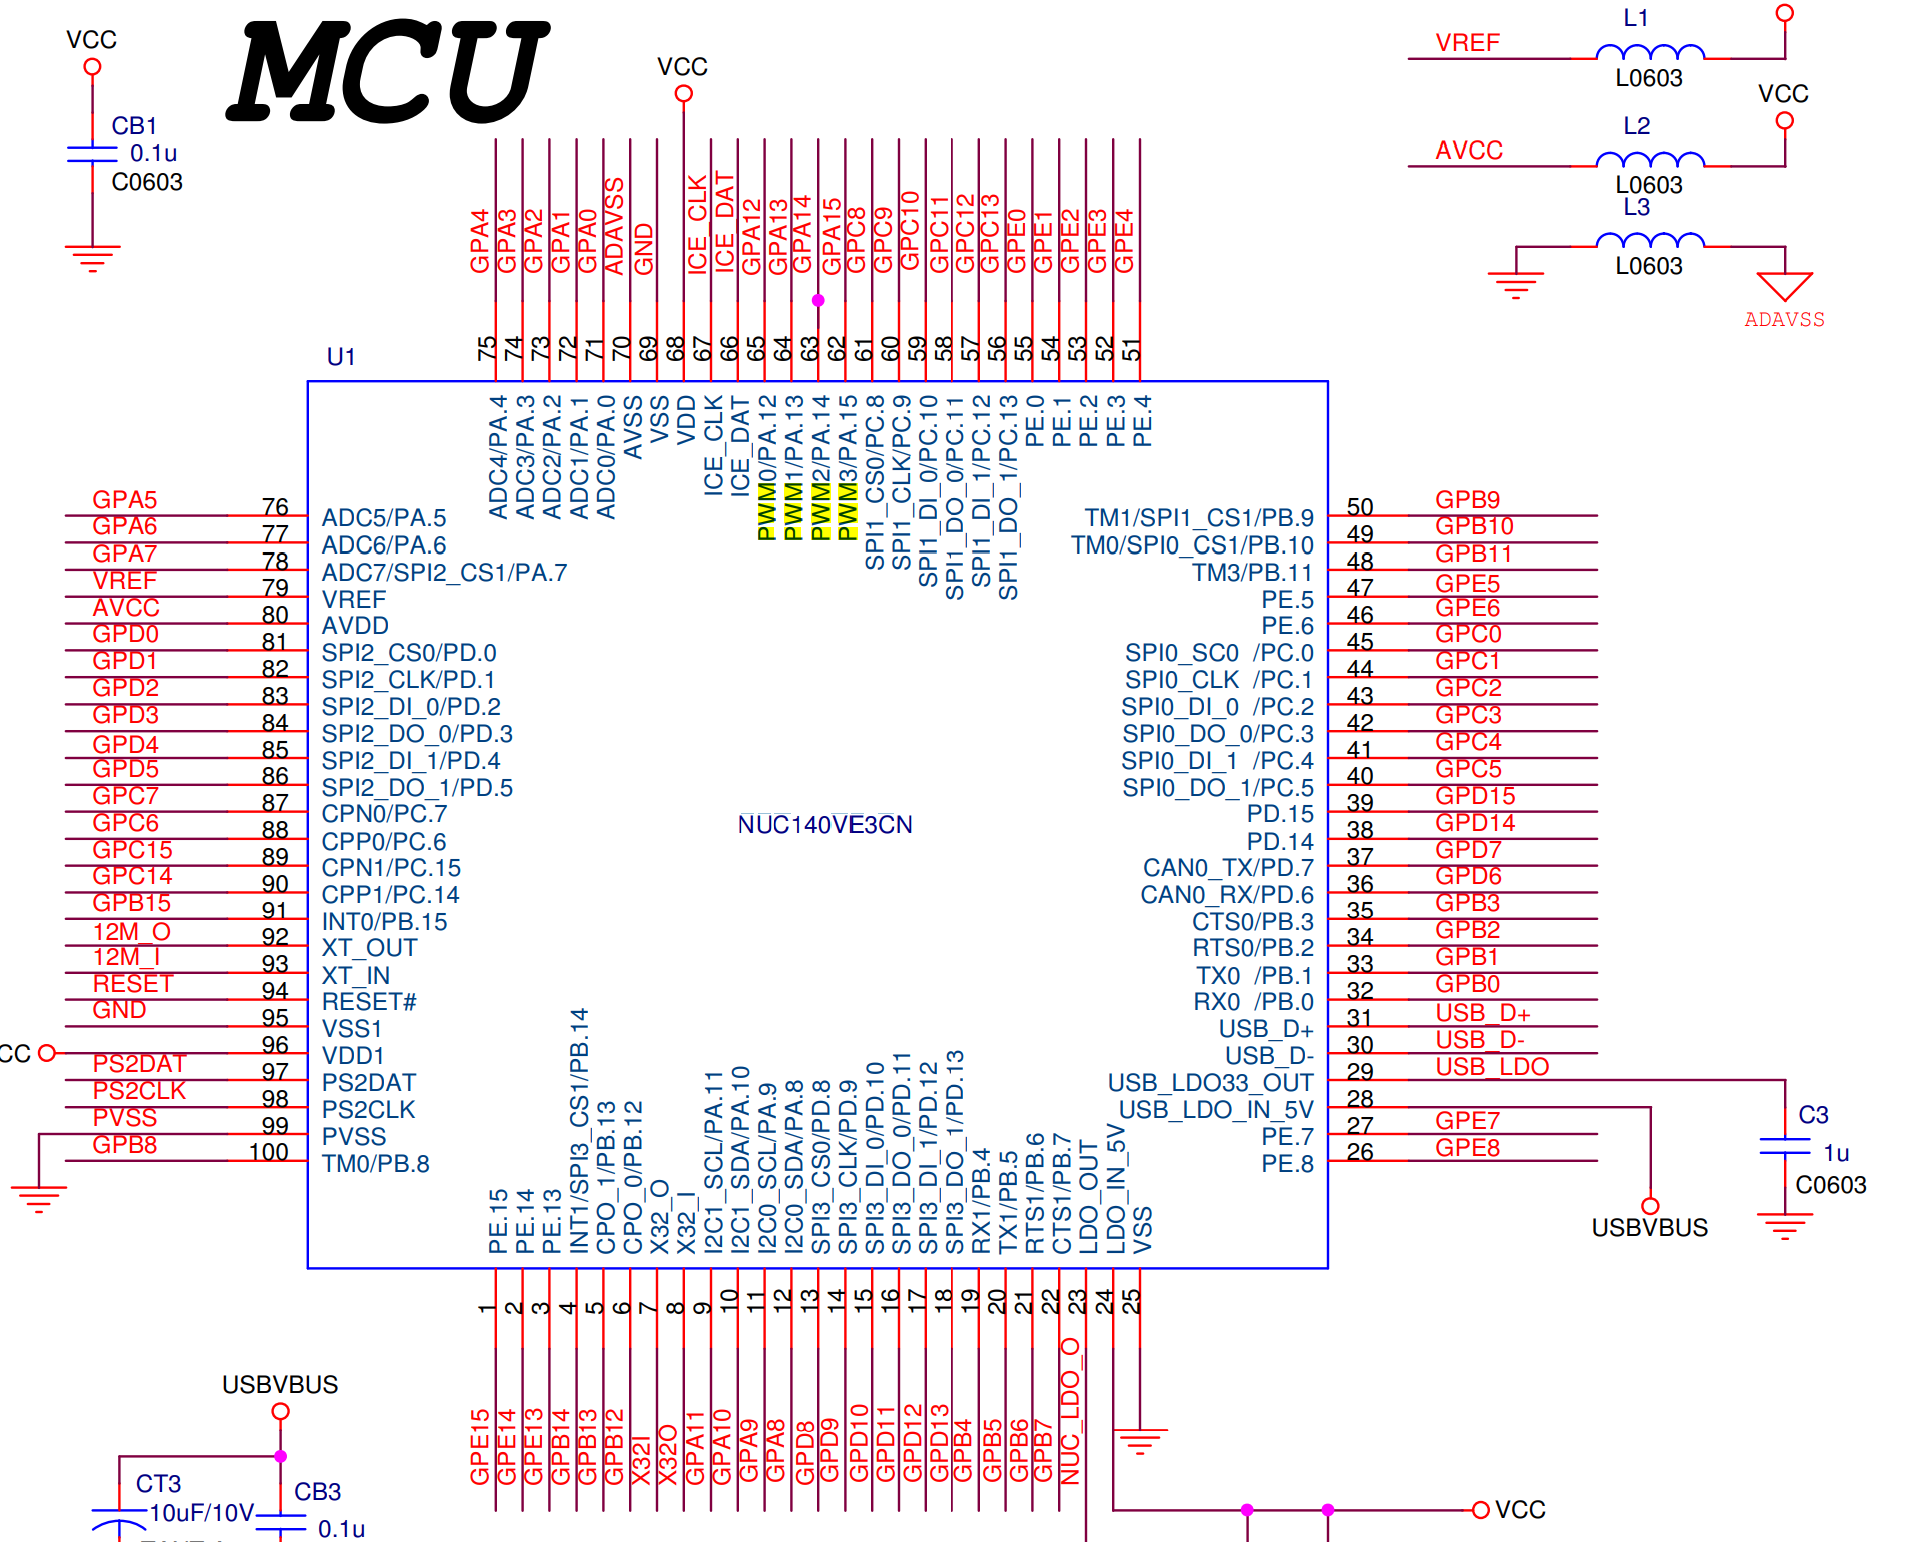 MCU
VCC
CB1
0.1u
C0603
VCC
VREF
L1
L0603
VCC
AVCC
L2
L0603
L3
L0603
ADAVSS
GPA4
GPA3
GPA2
GPA1
GPA0
ADAVSS
GND
ICE_CLK
ICE_DAT
GPA12
GPA13
GPA14
GPA15
GPC8
GPC9
GPC10
GPC11
GPC12
GPC13
GPE0
GPE1
GPE2
GPE3
GPE4
75
74
73
72
71
70
69
68
67
66
65
64
63
62
61
60
59
58
57
56
55
54
53
52
51
U1
ADC4/PA.4
ADC3/PA.3
ADC2/PA.2
ADC1/PA.1
ADC0/PA.0
AVSS
VSS
VDD
ICE_CLK
ICE_DAT
PWM0/PA.12
PWM1/PA.13
PWM2/PA.14
PWM3/PA.15
SPI1_CS0/PC.8
SPI1_CLK/PC.9
SPI1_DI_0/PC.10
SPI1_DO_0/PC.11
SPI1_DI_1/PC.12
SPI1_DO_1/PC.13
PE.0
PE.1
PE.2
PE.3
PE.4
GPA5 76 ADC5/PA.5
GPA6 77 ADC6/PA.6
GPA7 78 ADC7/SPI2_CS1/PA.7
VREF 79 VREF
AVCC 80 AVDD
GPD0 81 SPI2_CS0/PD.0
GPD1 82 SPI2_CLK/PD.1
GPD2 83 SPI2_DI_0/PD.2
GPD3 84 SPI2_DO_0/PD.3
GPD4 85 SPI2_DI_1/PD.4
GPD5 86 SPI2_DO_1/PD.5
GPC7 87 CPN0/PC.7
GPC6 88 CPP0/PC.6
GPC15 89 CPN1/PC.15
GPC14 90 CPP1/PC.14
GPB15 91 INT0/PB.15
12M_O 92 XT_OUT
12M_I 93 XT_IN
RESET 94 RESET#
GND 95 VSS1
CC 96 VDD1
PS2DAT 97 PS2DAT
PS2CLK 98 PS2CLK
PVSS 99 PVSS
GPB8 100 TM0/PB.8
NUC140VE3CN
TM1/SPI1_CS1/PB.9 50 GPB9
TM0/SPI0_CS1/PB.10 49 GPB10
TM3/PB.11 48 GPB11
PE.5 47 GPE5
PE.6 46 GPE6
SPI0_SC0 /PC.0 45 GPC0
SPI0_CLK /PC.1 44 GPC1
SPI0_DI_0 /PC.2 43 GPC2
SPI0_DO_0/PC.3 42 GPC3
SPI0_DI_1 /PC.4 41 GPC4
SPI0_DO_1/PC.5 40 GPC5
PD.15 39 GPD15
PD.14 38 GPD14
CAN0_TX/PD.7 37 GPD7
CAN0_RX/PD.6 36 GPD6
CTS0/PB.3 35 GPB3
RTS0/PB.2 34 GPB2
TX0 /PB.1 33 GPB1
RX0 /PB.0 32 GPB0
USB_D+ 31 USB_D+
USB_D- 30 USB_D-
USB_LDO33_OUT 29 USB_LDO
USB_LDO_IN_5V 28
PE.7 27 GPE7
PE.8 26 GPE8
C3
1u
C0603
USBVBUS
PE.15
PE.14
PE.13
INT1/SPI3_CS1/PB.14
CPO_1/PB.13
CPO_0/PB.12
X32_O
X32_I
I2C1_SCL/PA.11
I2C1_SDA/PA.10
I2C0_SCL/PA.9
I2C0_SDA/PA.8
SPI3_CS0/PD.8
SPI3_CLK/PD.9
SPI3_DI_0/PD.10
SPI3_DO_0/PD.11
SPI3_DI_1/PD.12
SPI3_DO_1/PD.13
RX1/PB.4
TX1/PB.5
RTS1/PB.6
CTS1/PB.7
LDO_OUT
LDO_IN_5V
VSS
1
2
3
4
5
6
7
8
9
10
11
12
13
14
15
16
17
18
19
20
21
22
23
24
25
GPE15
GPE14
GPE13
GPB14
GPB13
GPB12
X32I
X32O
GPA11
GPA10
GPA9
GPA8
GPD8
GPD9
GPD10
GPD11
GPD12
GPD13
GPB4
GPB5
GPB6
GPB7
NUC_LDO_O
VCC
USBVBUS
CT3
10uF/10V
CB3
0.1u